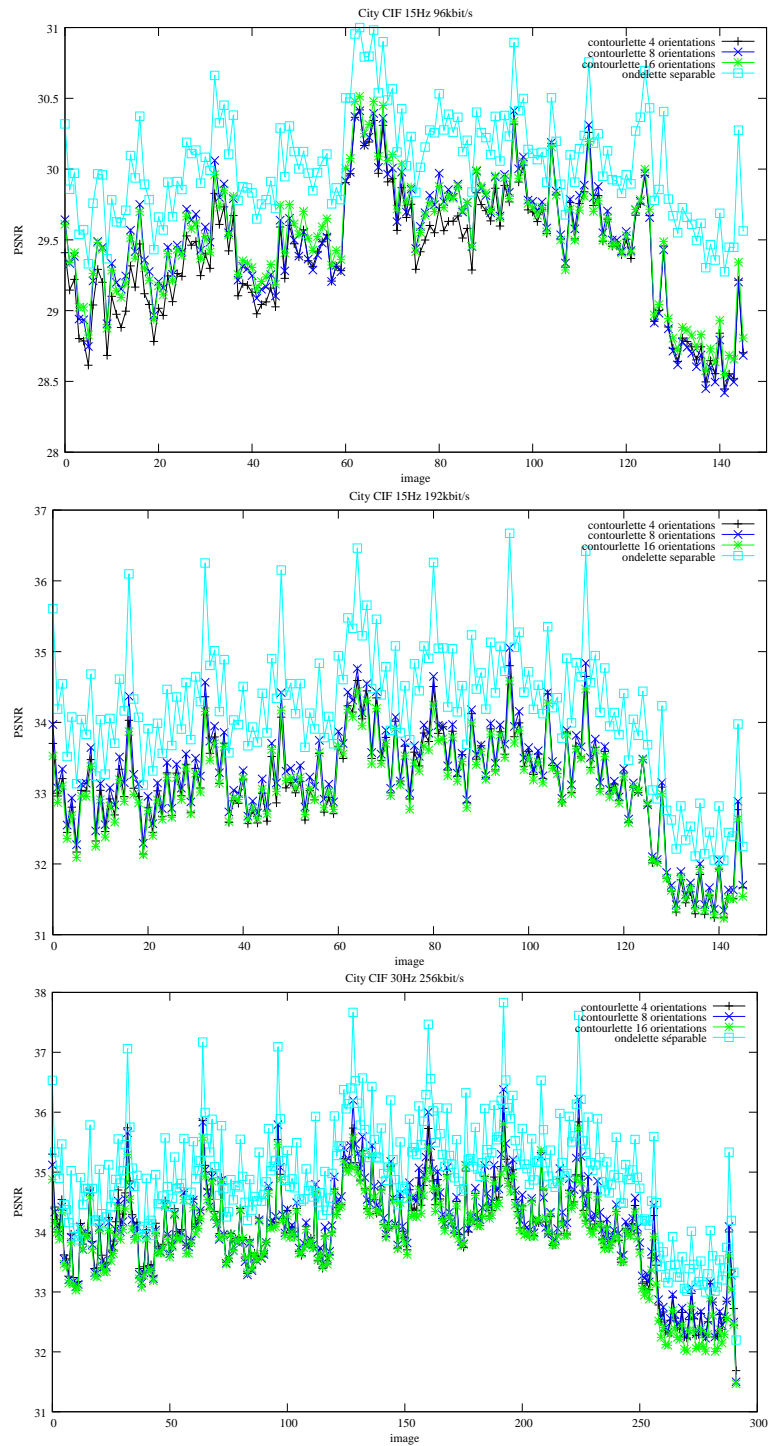 City CIF 15Hz 96kbit/s
31
30.5
30
29.5
29
28.5
28
PSNR
contourlette 4 orientations
contourlette 8 orientations
contourlette 16 orientations
ondelette separable
0
20
40
60
80
100
120
140
image
City CIF 15Hz 192kbit/s
37
36
35
34
33
32
31
PSNR
contourlette 4 orientations
contourlette 8 orientations
contourlette 16 orientations
ondelette separable
0
20
40
60
80
100
120
140
image
City CIF 30Hz 256kbit/s
38
37
36
35
34
33
32
31
PSNR
contourlette 4 orientations
contourlette 8 orientations
contourlette 16 orientations
ondelette séparable
0
50
100
150
200
250
300
image